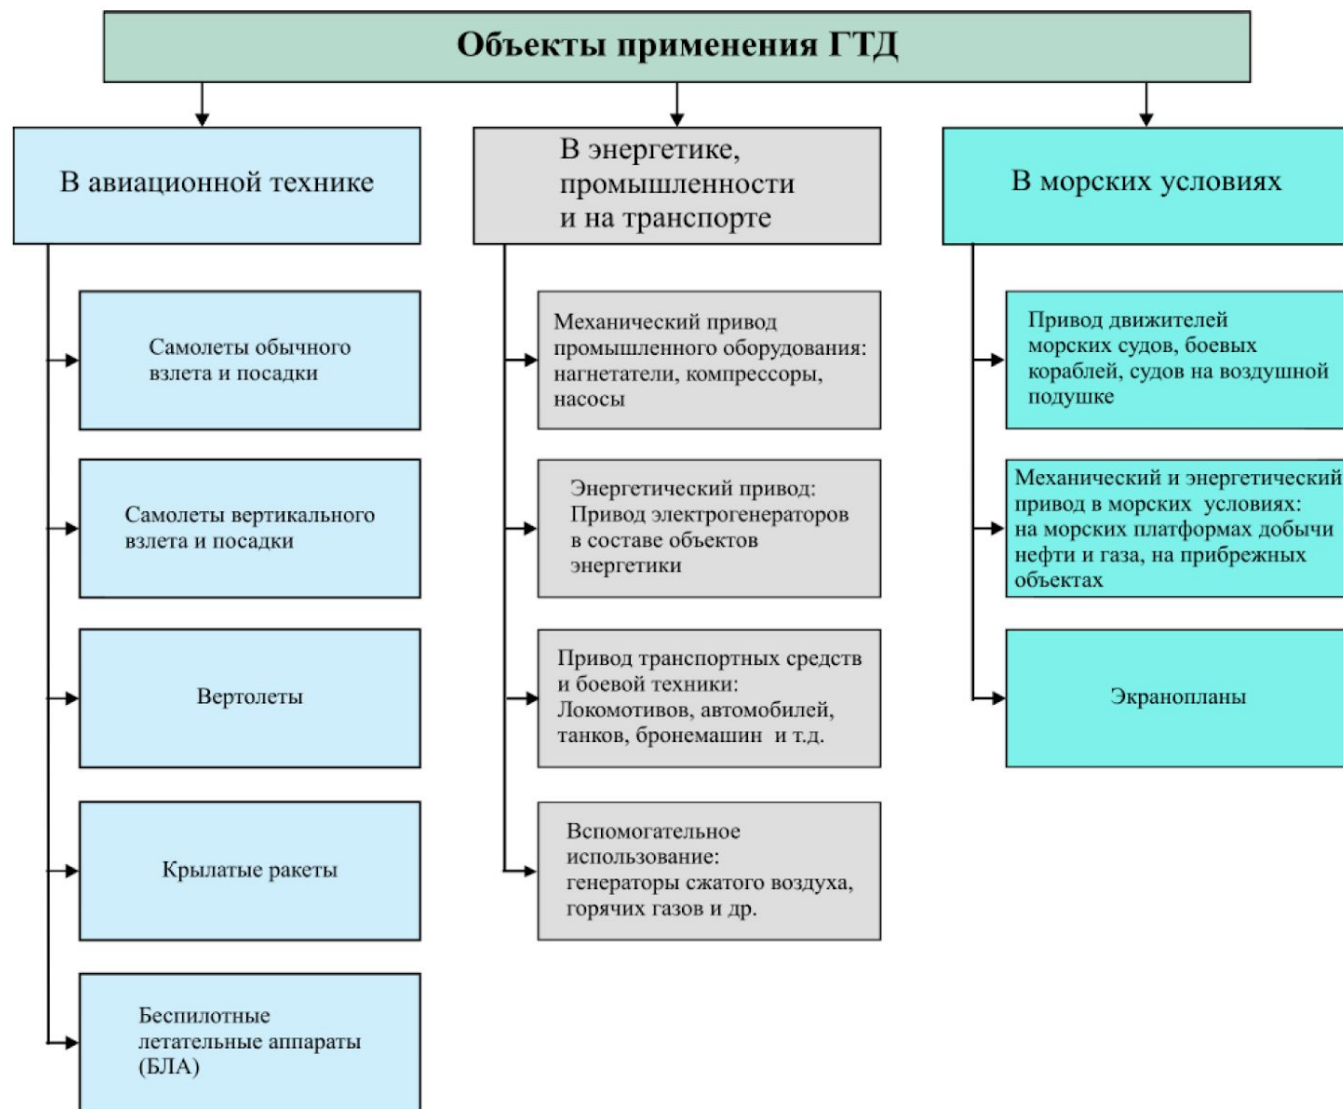 Объекты применения ГТД
В авиационной технике
Самолеты обычного
взлета и посадки
Самолеты вертикального
взлета и посадки
Вертолеты
Крылатые ракеты
Беспилотные
летательные аппараты
(БЛА)
В энергетике,
промышленности
и на транспорте
Механический привод
промышленного оборудования:
нагнетатели, компрессоры,
насосы
Энергетический привод:
Привод электрогенераторов
в составе объектов
энергетики
Привод транспортных средств
и боевой техники:
Локомотивов, автомобилей,
танков, бронемашин и т.д.
Вспомогательное
использование:
генераторы сжатого воздуха,
горячих газов и др.
В морских условиях
Привод движителей
морских судов, боевых
кораблей, судов на воздушной
подушке
Механический и энергетический
привод в морских условиях:
на морских платформах добычи
нефти и газа, на прибрежных
объектах
Экранопланы